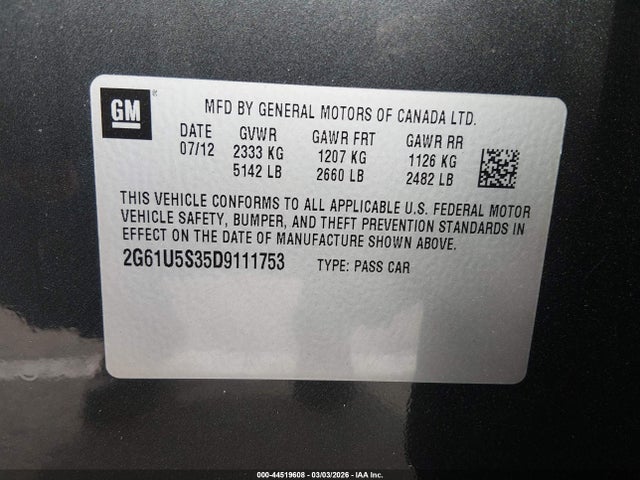 GM ®
MFD BY GENERAL MOTORS OF CANADA LTD.
DATE GVWR GAWR FRT GAWR RR
07/12 2333 KG 1207 KG 1126 KG
5142 LB 2660 LB 2482 LB
THIS VEHICLE CONFORMS TO ALL APPLICABLE U.S. FEDERAL MOTOR
VEHICLE SAFETY, BUMPER, AND THEFT PREVENTION STANDARDS IN
EFFECT ON THE DATE OF MANUFACTURE SHOWN ABOVE.
2G61U5S35D9111753 TYPE: PASS CAR
000-44519608 - 03/03/2026 - IAA Inc.